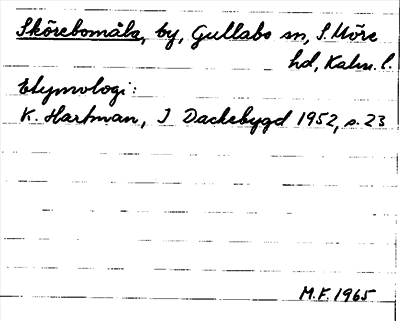 Skörebomåla, by, Gullabo sn, S. Möre
hd, Kalm. l.
Etymologi:
K. Hartman, I Dackebygd 1952, s. 23
M.F. 1965